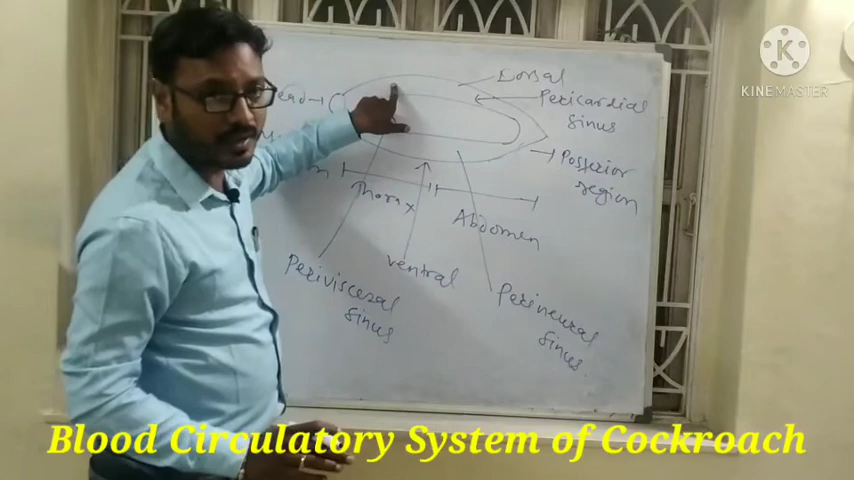 KINEMASTER
Dorsal
Pericardial
sinus
Posterior
region
Thorax
Abdomen
ventral
Perivisceral
sinus
Perineural
sinus
Blood Circulatory System of Cockroach